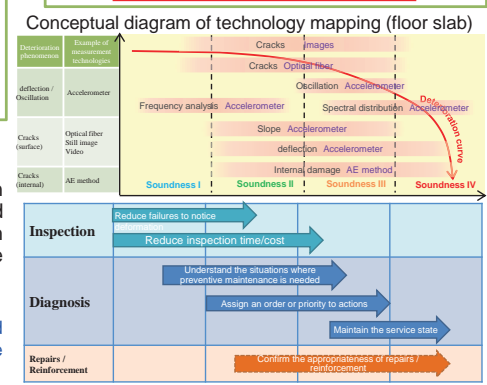 Conceptual diagram of technology mapping (floor slab)
Deterioration
phenomenon
Example of
measurement
technologies
deflection /
Oscillation
Accelerometer
Cracks
(surface)
Optical fiber
Still image
Video
Cracks
(internal)
AE method
Cracks Images
Cracks Optical fiber
Oscillation Accelerometer
Frequency analysis Accelerometer
Spectral distribution Accelerometer
Slope Accelerometer
deflection Accelerometer
Internal damage AE method
Deterioration curve
Soundness I
Soundness II
Soundness III
Soundness IV
Inspection
Reduce failures to notice
deformation
Reduce inspection time/cost
Diagnosis
Understand the situations where
preventive maintenance is needed
Assign an order or priority to actions
Maintain the service state
Repairs /
Reinforcement
Confirm the appropriateness of repairs /
reinforcement